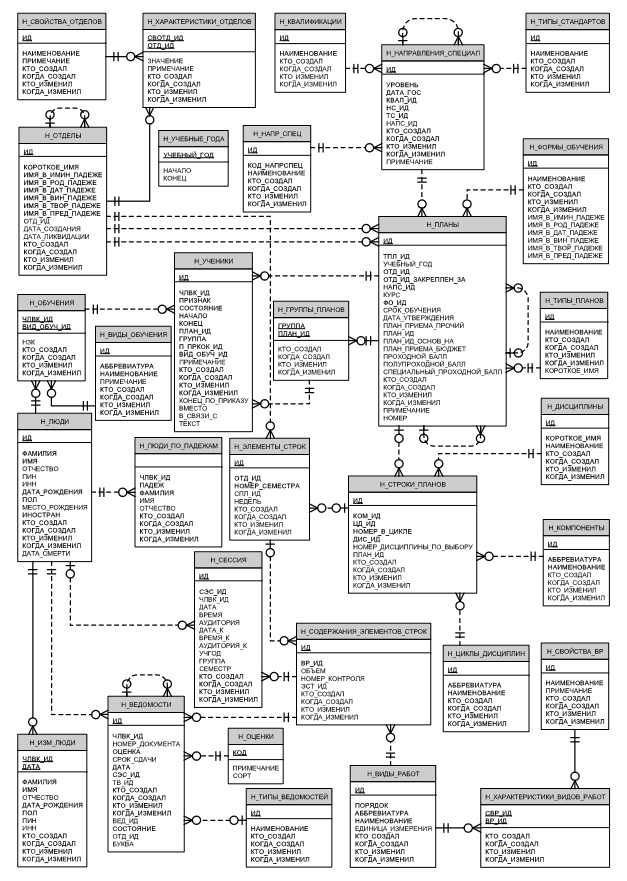 Н_СВОЙСТВА_ОТДЕЛОВ
ИД
НАИМЕНОВАНИЕ
ПРИМЕЧАНИЕ
КТО_СОЗДАЛ
КОГДА_СОЗДАЛ
КТО_ИЗМЕНИЛ
КОГДА_ИЗМЕНИЛ
Н_ХАРАКТЕРИСТИКИ_ОТДЕЛОВ
СВОТД_ИД
ОТД_ИД
ЗНАЧЕНИЕ
ПРИМЕЧАНИЕ
КТО_СОЗДАЛ
КОГДА_СОЗДАЛ
КТО_ИЗМЕНИЛ
КОГДА_ИЗМЕНИЛ
Н_КВАЛИФИКАЦИИ
ИД
НАИМЕНОВАНИЕ
КТО_СОЗДАЛ
КОГДА_СОЗДАЛ
КТО_ИЗМЕНИЛ
КОГДА_ИЗМЕНИЛ
Н_НАПРАВЛЕНИЯ_СПЕЦИАЛ
ИД
УРОВЕНЬ
ДАТА_ГОС
КВАЛ_ИД
НС_ИД
ТС_ИД
НАПС_ИД
КТО_СОЗДАЛ
КОГДА_СОЗДАЛ
КТО_ИЗМЕНИЛ
КОГДА_ИЗМЕНИЛ
ПРИМЕЧАНИЕ
Н_ТИПЫ_СТАНДАРТОВ
ИД
НАИМЕНОВАНИЕ
КТО_СОЗДАЛ
КОГДА_СОЗДАЛ
КТО_ИЗМЕНИЛ
КОГДА_ИЗМЕНИЛ
Н_ОТДЕЛЫ
ИД
КОРОТКОЕ_ИМЯ
ИМЯ_В_ИМИН_ПАДЕЖЕ
ИМЯ_В_РОД_ПАДЕЖЕ
ИМЯ_В_ДАТ_ПАДЕЖЕ
ИМЯ_В_ВИН_ПАДЕЖЕ
ИМЯ_В_ТВОР_ПАДЕЖЕ
ИМЯ_В_ПРЕД_ПАДЕЖЕ
ОТД_ИД
ДАТА_СОЗДАНИЯ
ДАТА_ЛИКВИДАЦИИ
КТО_СОЗДАЛ
КОГДА_СОЗДАЛ
КТО_ИЗМЕНИЛ
КОГДА_ИЗМЕНИЛ
Н_УЧЕБНЫЕ_ГОДА
УЧЕБНЫЙ_ГОД
НАЧАЛО
КОНЕЦ
Н_НАПР_СПЕЦ
ИД
КОД_НАПРСПЕЦ
НАИМЕНОВАНИЕ
КТО_СОЗДАЛ
КОГДА_СОЗДАЛ
КТО_ИЗМЕНИЛ
КОГДА_ИЗМЕНИЛ
Н_ФОРМЫ_ОБУЧЕНИЯ
ИД
НАИМЕНОВАНИЕ
КТО_СОЗДАЛ
КОГДА_СОЗДАЛ
КТО_ИЗМЕНИЛ
КОГДА_ИЗМЕНИЛ
ИМЯ_В_ИМИН_ПАДЕЖЕ
ИМЯ_В_РОД_ПАДЕЖЕ
ИМЯ_В_ДАТ_ПАДЕЖЕ
ИМЯ_В_ВИН_ПАДЕЖЕ
ИМЯ_В_ТВОР_ПАДЕЖЕ
ИМЯ_В_ПРЕД_ПАДЕЖЕ
Н_ПЛАНЫ
ИД
ТПЛ_ИД
УЧЕБНЫЙ_ГОД
ОТД_ИД
ОТД_ИД_ЗАКРЕПЛЕН_ЗА
НАПС_ИД
КУРС
ФО_ИД
СРОК_ОБУЧЕНИЯ
ДАТА_УТВЕРЖДЕНИЯ
ПЛАН_ПРИЕМА_ПРОЧИЙ
ПЛАН_ИД
ПЛАН_ИД_ОСНОВ_НА
ПЛАН_ПРИЕМА_БЮДЖЕТ
ПРОХОДНОЙ_БАЛЛ
ПОЛУПРОХОДНОЙ_БАЛЛ
СПЕЦИАЛЬНЫЙ_ПРОХОДНОЙ_БАЛЛ
КТО_СОЗДАЛ
КОГДА_СОЗДАЛ
КТО_ИЗМЕНИЛ
КОГДА_ИЗМЕНИЛ
ПРИМЕЧАНИЕ
НОМЕР
Н_УЧЕНИКИ
ИД
ЧЛВК_ИД
ПРИЗНАК
СОСТОЯНИЕ
НАЧАЛО
КОНЕЦ
ПЛАН_ИД
ГРУППА
П_ПРКОК_ИД
ВИД_ОБУЧ_ИД
ПРИМЕЧАНИЕ
КТО_СОЗДАЛ
КОГДА_СОЗДАЛ
КТО_ИЗМЕНИЛ
КОГДА_ИЗМЕНИЛ
КОНЕЦ_ПО_ПРИКАЗУ
ВМЕСТО
В_СВЯЗИ_С
ТЕКСТ
Н_ОБУЧЕНИЯ
ЧЛВК_ИД
ВИД_ОБУЧ_ИД
НЗК
КТО_СОЗДАЛ
КОГДА_СОЗДАЛ
КТО_ИЗМЕНИЛ
КОГДА_ИЗМЕНИЛ
Н_ВИДЫ_ОБУЧЕНИЯ
ИД
АББРЕВИАТУРА
НАИМЕНОВАНИЕ
ПРИМЕЧАНИЕ
КТО_СОЗДАЛ
КОГДА_СОЗДАЛ
КТО_ИЗМЕНИЛ
КОГДА_ИЗМЕНИЛ
Н_ГРУППЫ_ПЛАНОВ
ГРУППА
ПЛАН_ИД
КТО_СОЗДАЛ
КОГДА_СОЗДАЛ
КТО_ИЗМЕНИЛ
КОГДА_ИЗМЕНИЛ
Н_ТИПЫ_ПЛАНОВ
ИД
НАИМЕНОВАНИЕ
КТО_СОЗДАЛ
КОГДА_СОЗДАЛ
КТО_ИЗМЕНИЛ
КОГДА_ИЗМЕНИЛ
КОРОТКОЕ_ИМЯ
Н_ЛЮДИ
ИД
ФАМИЛИЯ
ИМЯ
ОТЧЕСТВО
ПИН
ИНН
ДАТА_РОЖДЕНИЯ
ПОЛ
МЕСТО_РОЖДЕНИЯ
ИНОСТРАН
КТО_СОЗДАЛ
КОГДА_СОЗДАЛ
КТО_ИЗМЕНИЛ
КОГДА_ИЗМЕНИЛ
ДАТА_СМЕРТИ
Н_ЛЮДИ_ПО_ПАДЕЖАМ
ЧЛВК_ИД
ПАДЕЖ
ФАМИЛИЯ
ИМЯ
ОТЧЕСТВО
КТО_СОЗДАЛ
КОГДА_СОЗДАЛ
КТО_ИЗМЕНИЛ
КОГДА_ИЗМЕНИЛ
Н_ЭЛЕМЕНТЫ_СТРОК
ИД
ОТД_ИД
НОМЕР_СЕМЕСТРА
СПЛ_ИД
НЕДЕЛЬ
КТО_СОЗДАЛ
КОГДА_СОЗДАЛ
КТО_ИЗМЕНИЛ
КОГДА_ИЗМЕНИЛ
Н_СТРОКИ_ПЛАНОВ
ИД
КОМ_ИД
ЦД_ИД
НОМЕР_В_ЦИКЛЕ
ДИС_ИД
НОМЕР_ДИСЦИПЛИНЫ_ПО_ВЫБОРУ
ПЛАН_ИД
КТО_СОЗДАЛ
КОГДА_СОЗДАЛ
КТО_ИЗМЕНИЛ
КОГДА_ИЗМЕНИЛ
Н_ДИСЦИПЛИНЫ
ИД
КОРОТКОЕ_ИМЯ
НАИМЕНОВАНИЕ
КТО_СОЗДАЛ
КОГДА_СОЗДАЛ
КТО_ИЗМЕНИЛ
КОГДА_ИЗМЕНИЛ
Н_КОМПОНЕНТЫ
ИД
АББРЕВИАТУРА
НАИМЕНОВАНИЕ
КТО_СОЗДАЛ
КОГДА_СОЗДАЛ
КТО_ИЗМЕНИЛ
КОГДА_ИЗМЕНИЛ
Н_СЕССИЯ
ИД
СЭС_ИД
ЧЛВК_ИД
ДАТА
ВРЕМЯ
АУДИТОРИЯ
ДАТА_К
ВРЕМЯ_К
АУДИТОРИЯ_К
УЧГОД
ГРУППА
СЕМЕСТР
КТО_СОЗДАЛ
КОГДА_СОЗДАЛ
КТО_ИЗМЕНИЛ
КОГДА_ИЗМЕНИЛ
Н_СОДЕРЖАНИЯ_ЭЛЕМЕНТОВ_СТРОК
ИД
ВР_ИД
ОБЪЕМ
НОМЕР_КОНТРОЛЯ
ЭСТ_ИД
КТО_СОЗДАЛ
КОГДА_СОЗДАЛ
КТО_ИЗМЕНИЛ
КОГДА_ИЗМЕНИЛ
Н_ЦИКЛЫ_ДИСЦИПЛИН
ИД
АББРЕВИАТУРА
НАИМЕНОВАНИЕ
КТО_СОЗДАЛ
КОГДА_СОЗДАЛ
КТО_ИЗМЕНИЛ
КОГДА_ИЗМЕНИЛ
Н_СВОЙСТВА_ВР
ИД
НАИМЕНОВАНИЕ
ПРИМЕЧАНИЕ
КТО_СОЗДАЛ
КОГДА_СОЗДАЛ
КТО_ИЗМЕНИЛ
КОГДА_ИЗМЕНИЛ
Н_ИЗМ_ЛЮДИ
ЧЛВК_ИД
ДАТА
ФАМИЛИЯ
ИМЯ
ОТЧЕСТВО
ДАТА_РОЖДЕНИЯ
ПОЛ
ПИН
ИНН
КТО_СОЗДАЛ
КОГДА_СОЗДАЛ
КТО_ИЗМЕНИЛ
КОГДА_ИЗМЕНИЛ
Н_ВЕДОМОСТИ
ИД
ЧЛВК_ИД
НОМЕР_ДОКУМЕНТА
ОЦЕНКА
СРОК_СДАЧИ
ДАТА
СЭС_ИД
ТВ_ИД
КТО_СОЗДАЛ
КОГДА_СОЗДАЛ
КТО_ИЗМЕНИЛ
КОГДА_ИЗМЕНИЛ
ВЕД_ИД
СОСТОЯНИЕ
ОТД_ИД
БУКВА
Н_ОЦЕНКИ
КОД
ПРИМЕЧАНИЕ
СОРТ
Н_ТИПЫ_ВЕДОМОСТЕЙ
ИД
НАИМЕНОВАНИЕ
КТО_СОЗДАЛ
КОГДА_СОЗДАЛ
КТО_ИЗМЕНИЛ
КОГДА_ИЗМЕНИЛ
Н_ВИДЫ_РАБОТ
ИД
ПОРЯДОК
АББРЕВИАТУРА
НАИМЕНОВАНИЕ
ЕДИНИЦА_ИЗМЕРЕНИЯ
КТО_СОЗДАЛ
КОГДА_СОЗДАЛ
КТО_ИЗМЕНИЛ
КОГДА_ИЗМЕНИЛ
Н_ХАРАКТЕРИСТИКИ_ВИДОВ_РАБОТ
СВР_ИД
ВР_ИД
КТО_СОЗДАЛ
КОГДА_СОЗДАЛ
КТО_ИЗМЕНИЛ
КОГДА_ИЗМЕНИЛ